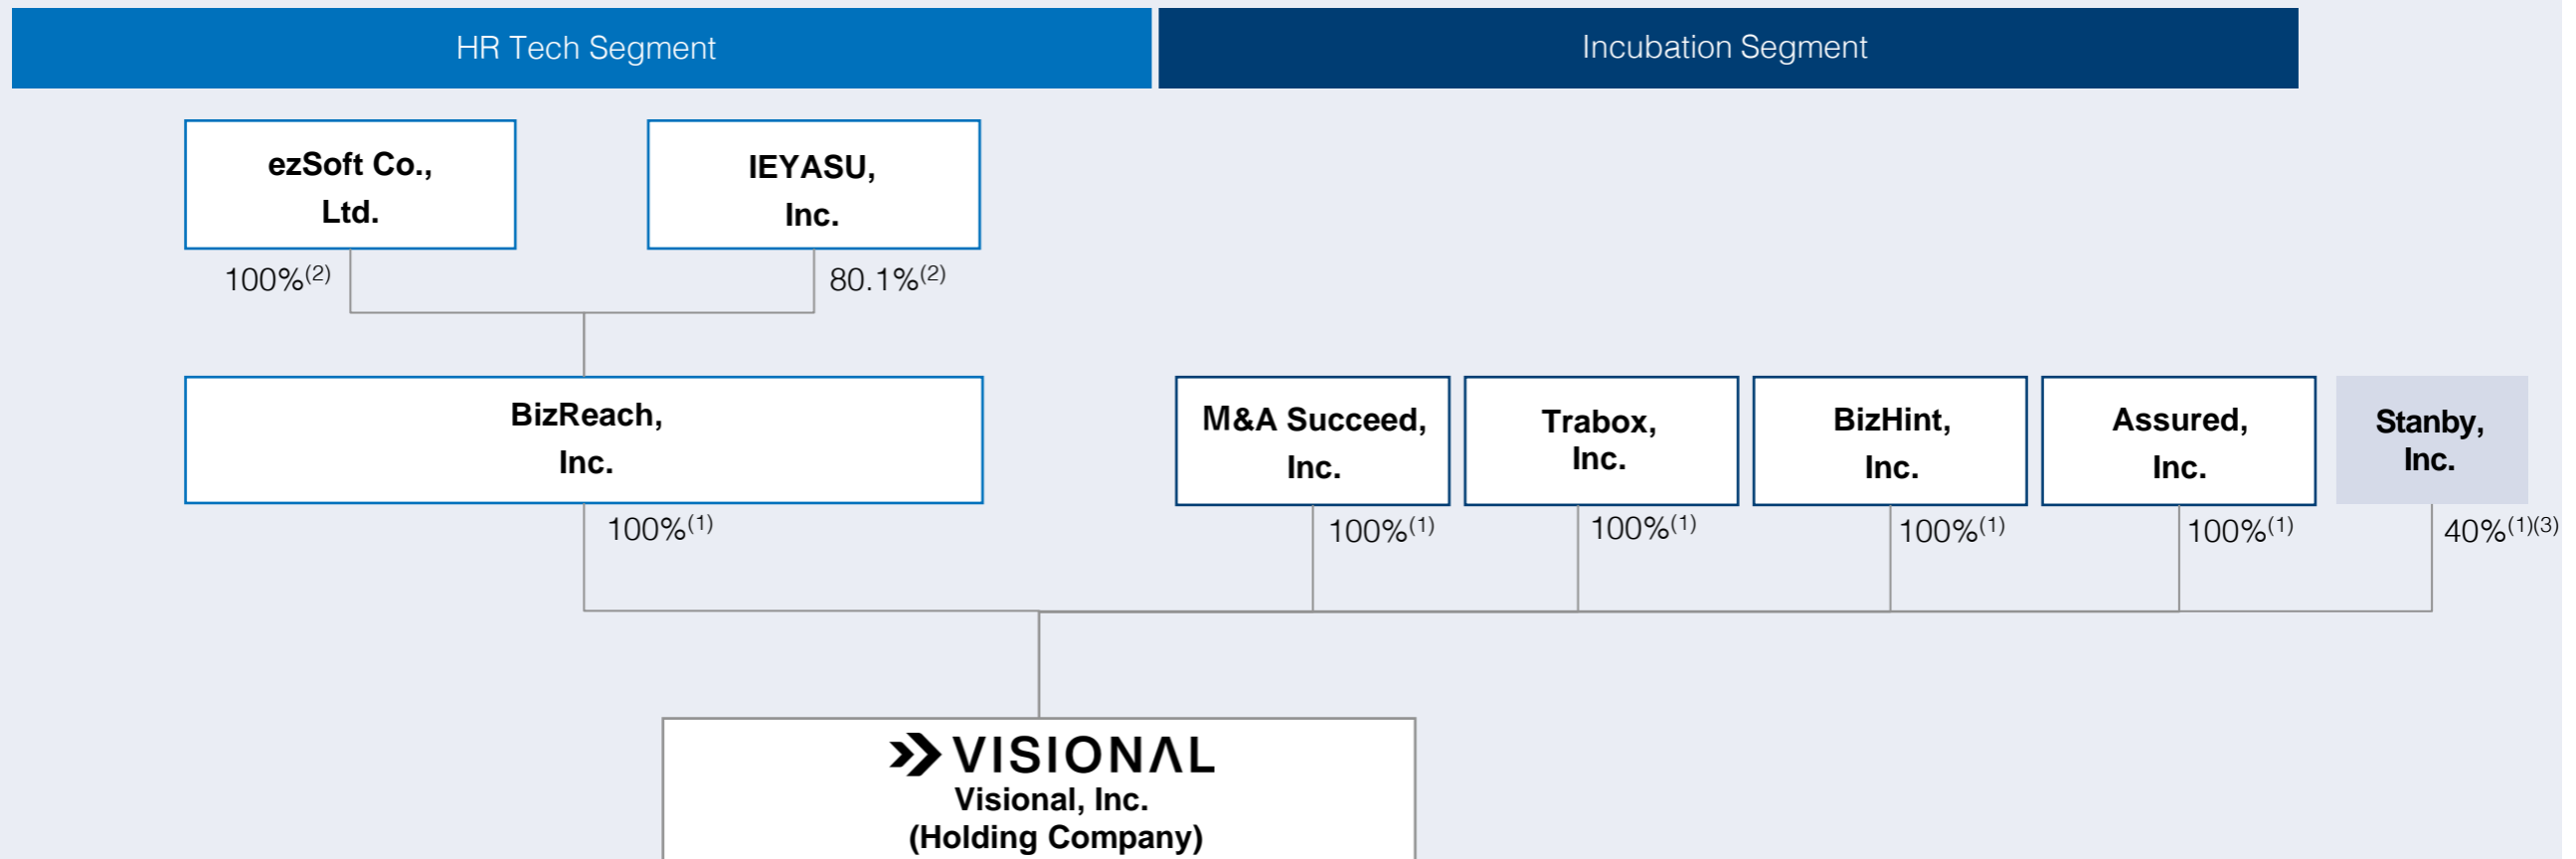 HR Tech Segment
Incubation Segment
ezSoft Co.,
Ltd.
IEYASU,
Inc.
100%(2)
80.1%(2)
BizReach,
Inc.
M&A Succeed,
Inc.
Trabox,
Inc.
BizHint,
Inc.
Assured,
Inc.
Stanby,
Inc.
100%(1)
100%(1)
100%(1)
100%(1)
100%(1)
40%(1)(3)
VISIONAL
Visional, Inc.
(Holding Company)